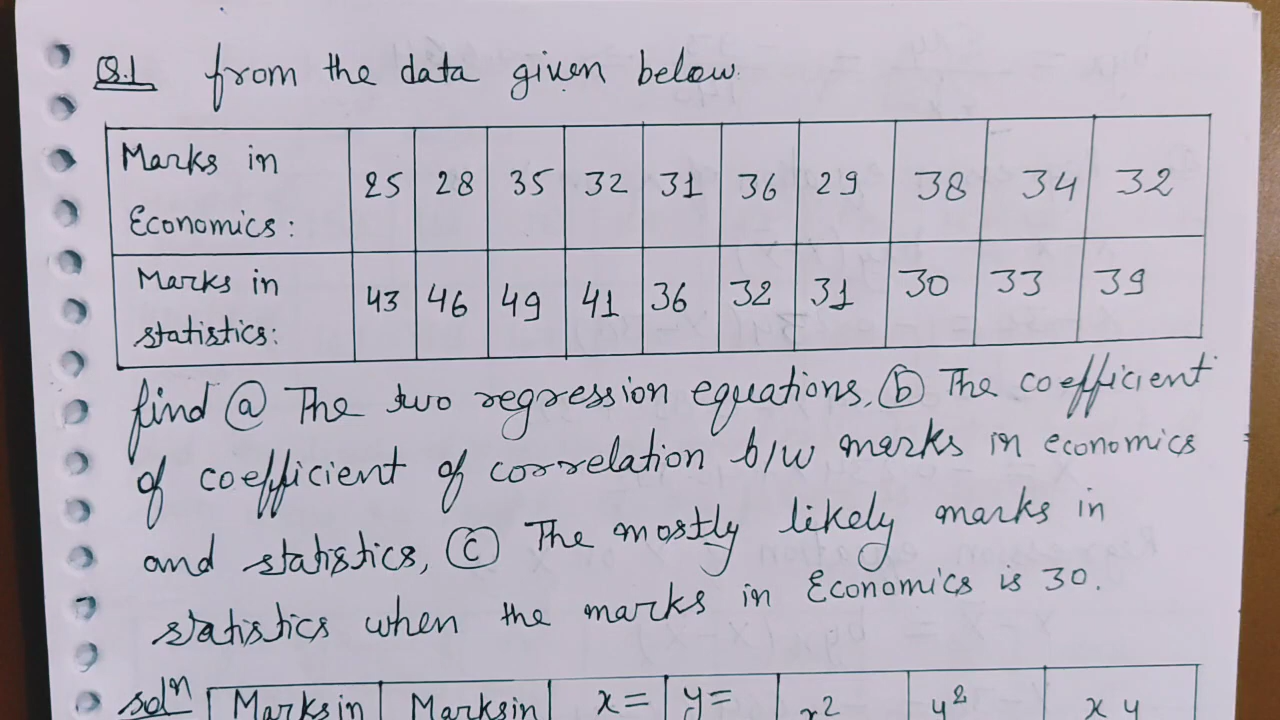 Q.1 from the data given below.
Marks in Economics: 25 28 35 32 31 36 29 38 34 32
Marks in statistics: 43 46 49 41 36 32 31 30 33 39
find (a) The two regression equations, (b) The coefficient
of coefficient of correlation b/w marks in economics
and statistics, (c) The mostly likely marks in
statistics when the marks in Economics is 30.
soln Marks in Marks in x= y= x² y² x y